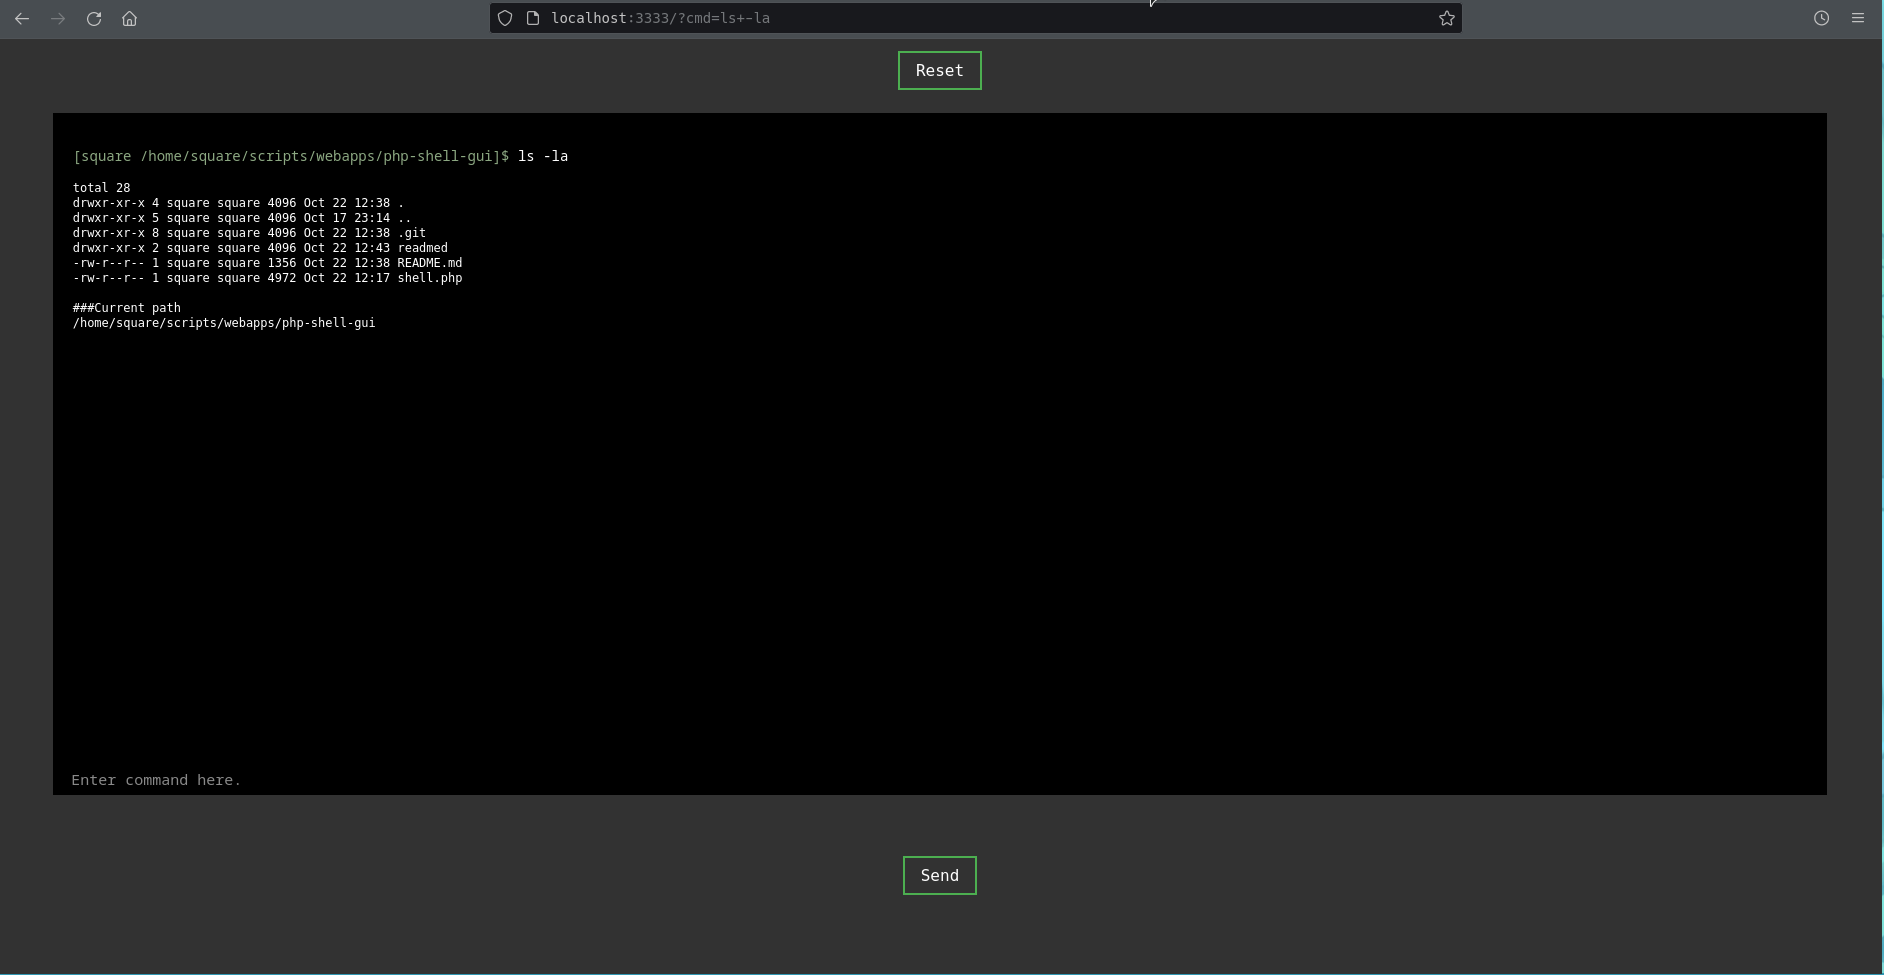 localhost:3333/?cmd=ls+-la
Reset
[square /home/square/scripts/webapps/php-shell-gui]$ ls -la
total 28
drwxr-xr-x 4 square square 4096 Oct 22 12:38 .
drwxr-xr-x 5 square square 4096 Oct 17 23:14 ..
drwxr-xr-x 8 square square 4096 Oct 22 12:38 .git
drwxr-xr-x 2 square square 4096 Oct 22 12:43 readmed
-rw-r--r-- 1 square square 1356 Oct 22 12:38 README.md
-rw-r--r-- 1 square square 4972 Oct 22 12:17 shell.php
###Current path
/home/square/scripts/webapps/php-shell-gui
Enter command here.
Send